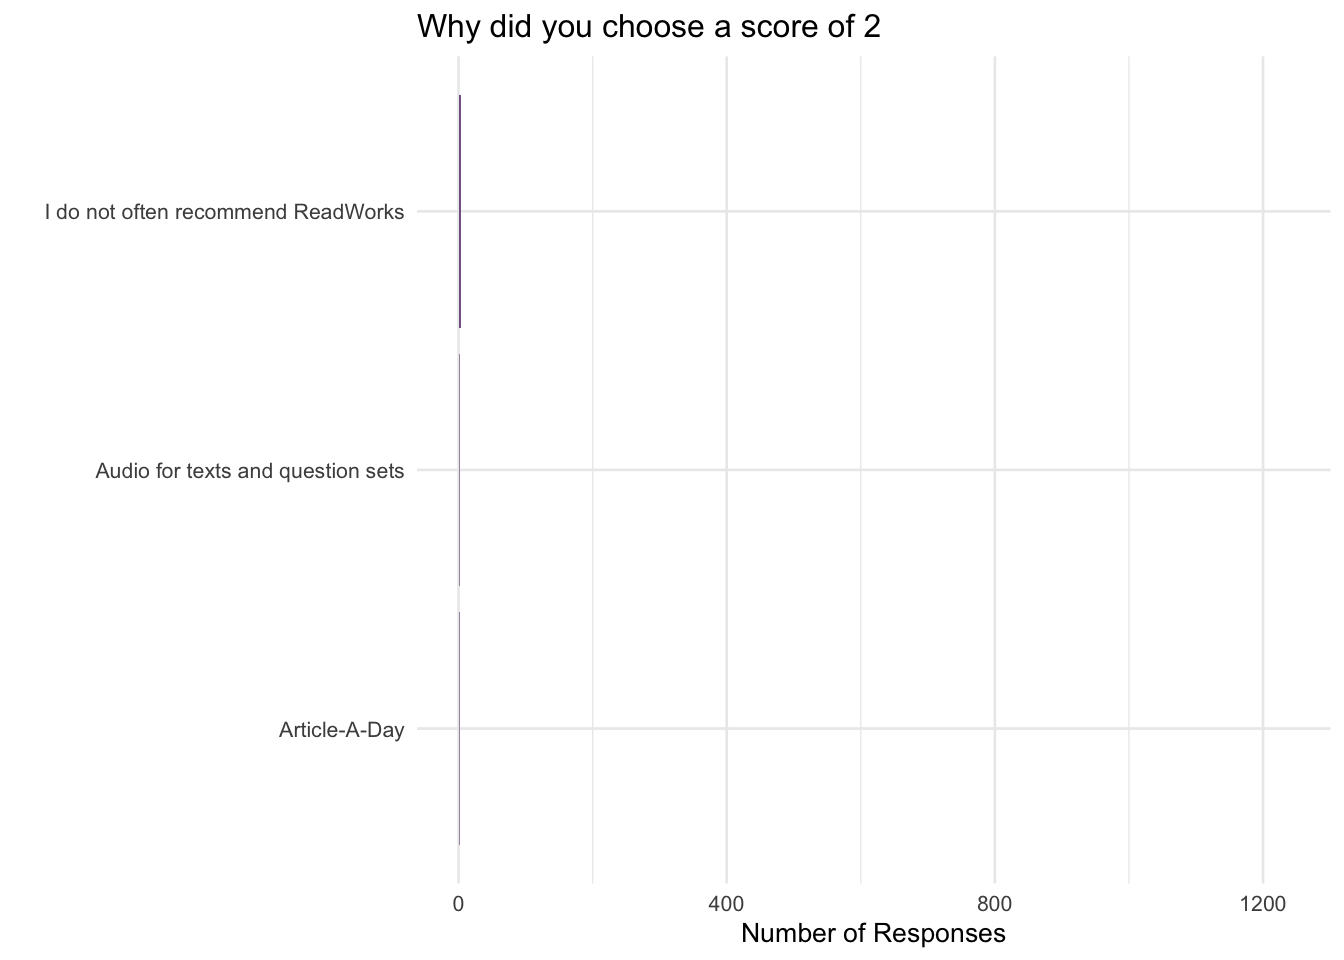 Why did you choose a score of 2
I do not often recommend ReadWorks
Audio for texts and question sets
Article-A-Day
0 400 800 1200
Number of Responses